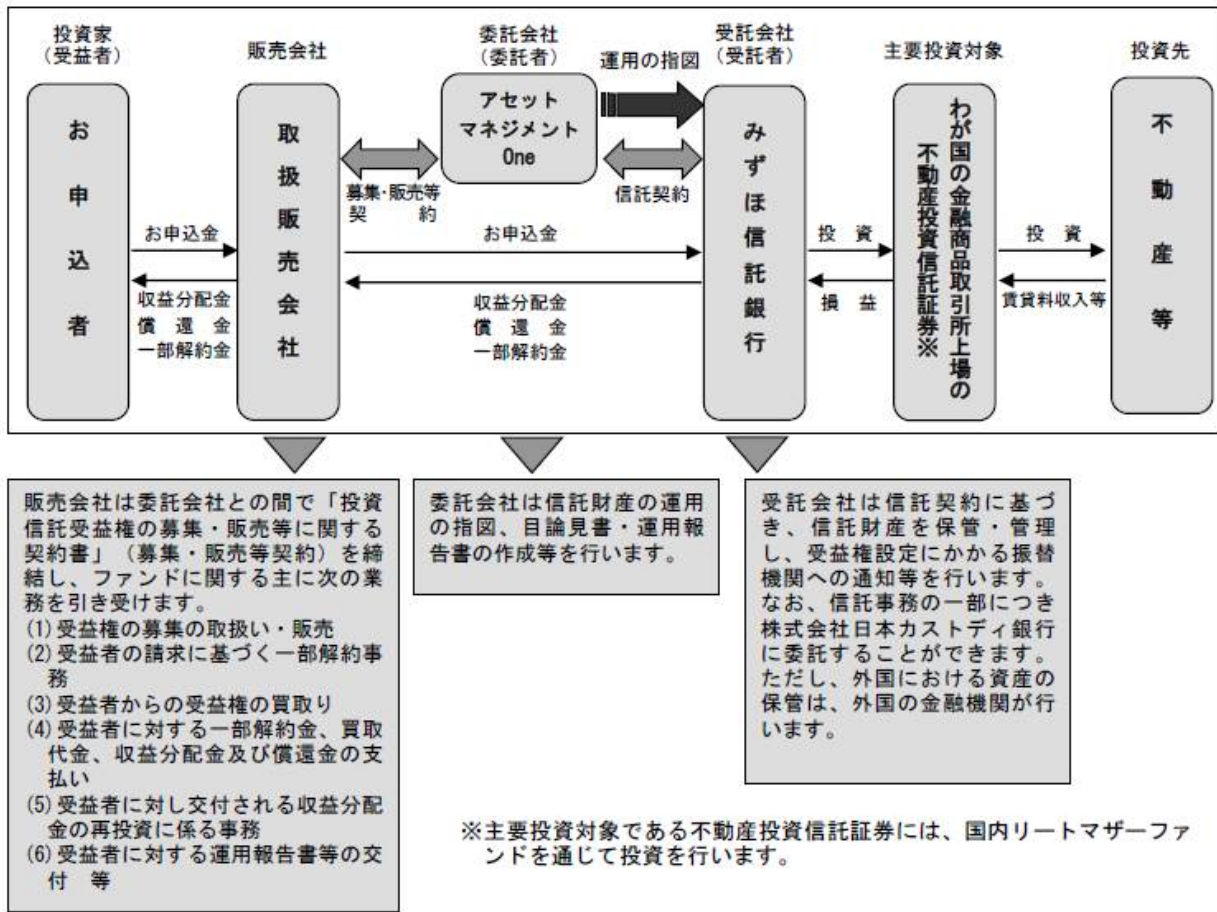 投資家
（受益者）
販売会社
委託会社
（委託者）
運用の指図
受託会社
（受託者）
主要投資対象
投資先
お申込者
取扱販売会社
アセット
マネジメント
One
みずほ信託銀行
わが国の金融商品取引所上場の
不動産投資信託証券※
不動産等
募集・販売等
契　　約
信託契約
お申込金
収益分配金
償　還　金
一部解約金
お申込金
収益分配金
償　還　金
一部解約金
投　資
損　益
投　資
賃貸料収入等
販売会社は委託会社との間で「投資
信託受益権の募集・販売等に関する
契約書」（募集・販売等契約）を締
結し、ファンドに関する主に次の業
務を引き受けます。
(1)受益権の募集の取扱い・販売
(2)受益者の請求に基づく一部解約事
務
(3)受益者からの受益権の買取り
(4)受益者に対する一部解約金、買取
代金、収益分配金及び償還金の支
払い
(5)受益者に対し交付される収益分配
金の再投資に係る事務
(6)受益者に対する運用報告書等の交
付　等
委託会社は信託財産の運用
の指図、目論見書・運用報
告書の作成等を行います。
受託会社は信託契約に基づ
き、信託財産を保管・管理
し、受益権設定にかかる振替
機関への通知等を行います。
なお、信託事務の一部につき
株式会社日本カストディ銀行
に委託することができます。
ただし、外国における資産の
保管は、外国の金融機関が行
います。
※主要投資対象である不動産投資信託証券には、国内リートマザーファ
ンドを通じて投資を行います。